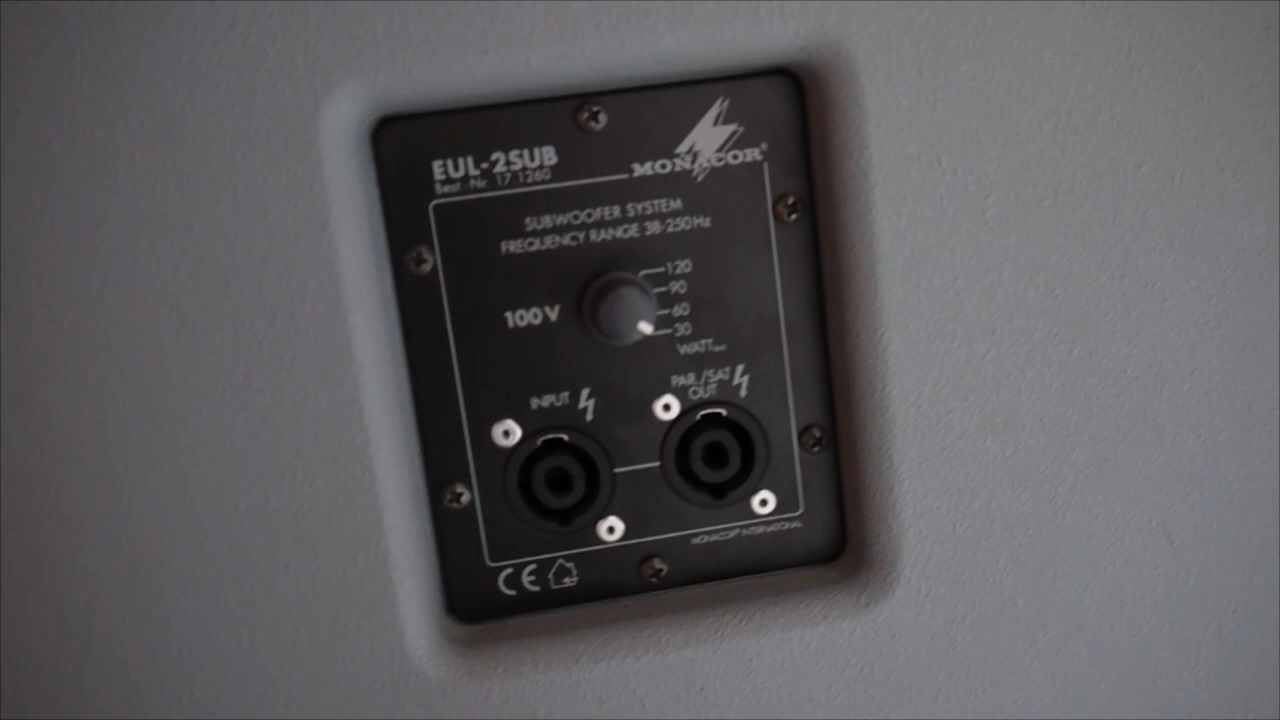 EUL-2SUB
Best.-Nr. 17.1260
MONACOR®
SUBWOOFER SYSTEM
FREQUENCY RANGE 38-250Hz
120
90
100V
60
30
WATT
INPUT
PAR./SAT
OUT
MONACOR® INTERNATIONAL
CE